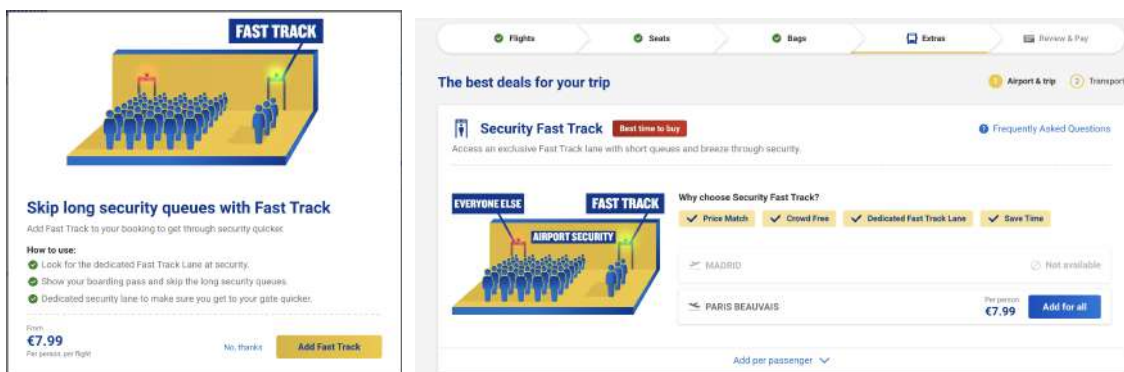 FAST TRACK
Skip long security queues with Fast Track
Add Fast Track to your booking to get through security quicker.
How to use:
Look for the dedicated Fast Track Lane at security.
Show your boarding pass and skip the long security queues.
Dedicated security lane to make sure you get to your gate quicker.
From
€7.99
Per person, per flight
No, thanks
Add Fast Track
Flights
Seats
Bags
Extras
Review & Pay
The best deals for your trip
1 Airport & trip
2 Transport
Security Fast Track
Best time to buy
Frequently Asked Questions
Access an exclusive Fast Track lane with short queues and breeze through security.
EVERYONE ELSE
FAST TRACK
AIRPORT SECURITY
Why choose Security Fast Track?
Price Match
Crowd Free
Dedicated Fast Track Lane
Save Time
MADRID
Not available
PARIS BEAUVAIS
Per person
€7.99
Add for all
Add per passenger